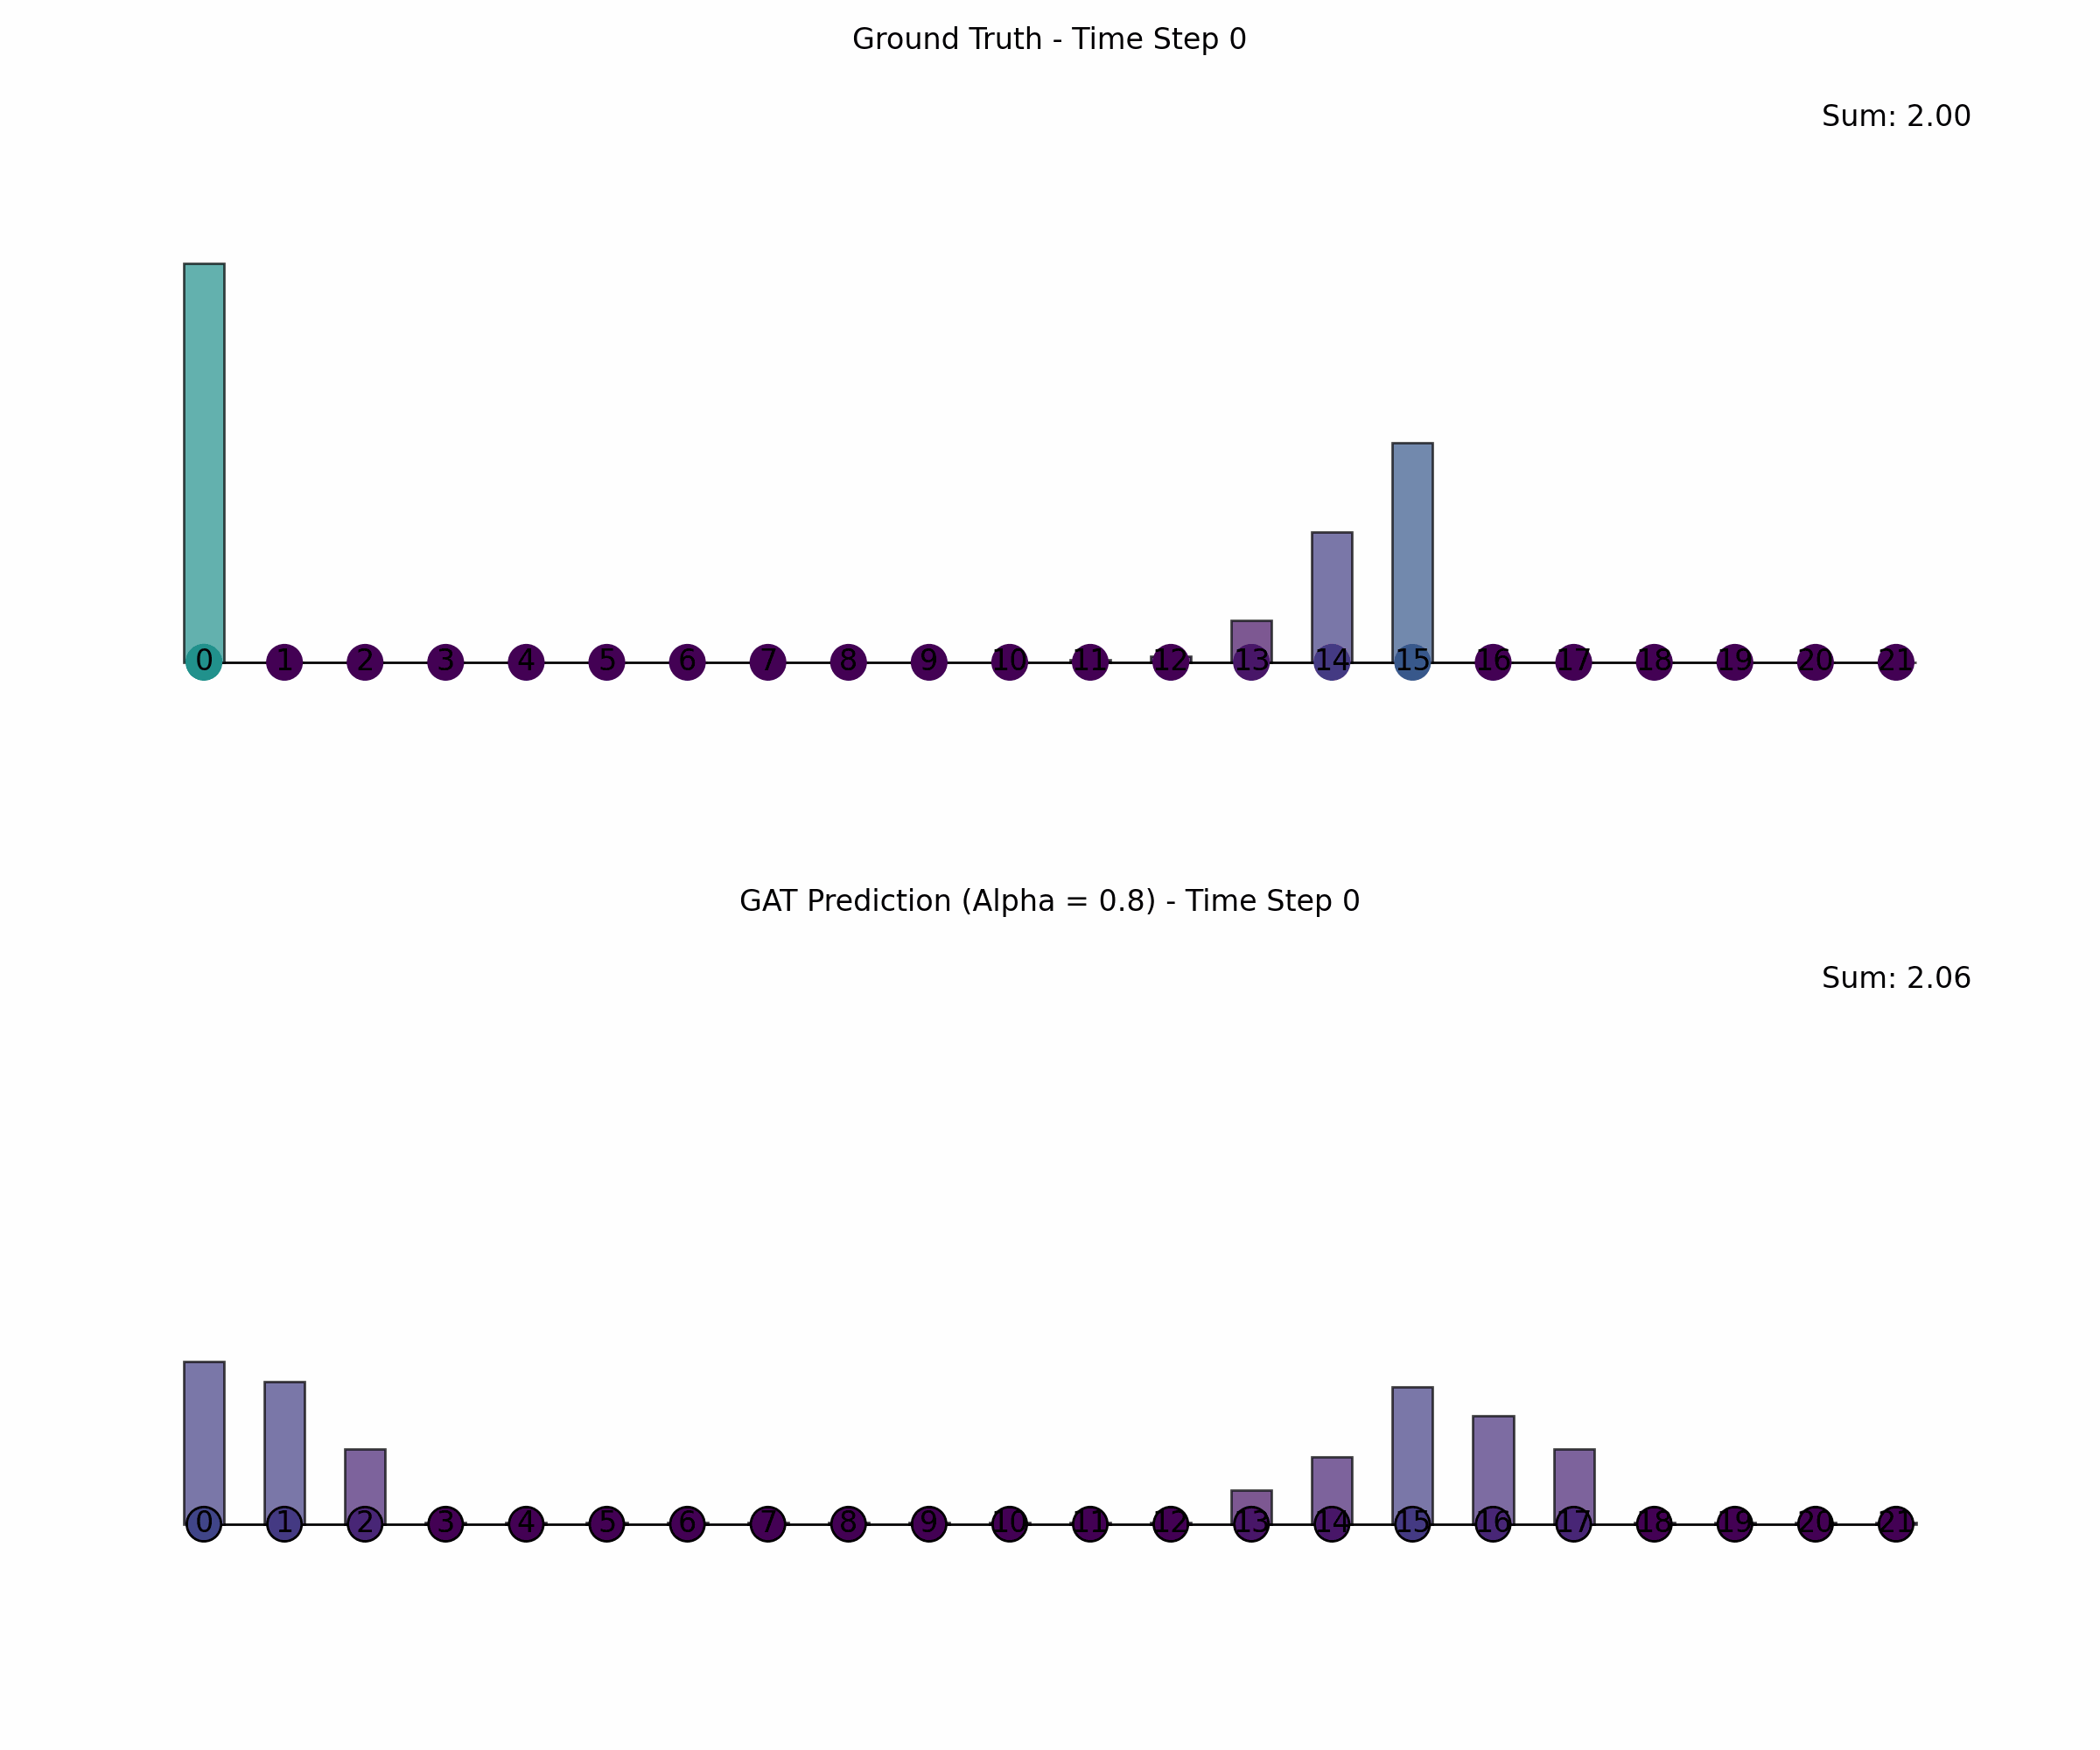 Ground Truth - Time Step 0
Sum: 2.00
0 1 2 3 4 5 6 7 8 9 10 11 12 13 14 15 16 17 18 19 20 21
GAT Prediction (Alpha = 0.8) - Time Step 0
Sum: 2.06
0 1 2 3 4 5 6 7 8 9 10 11 12 13 14 15 16 17 18 19 20 21